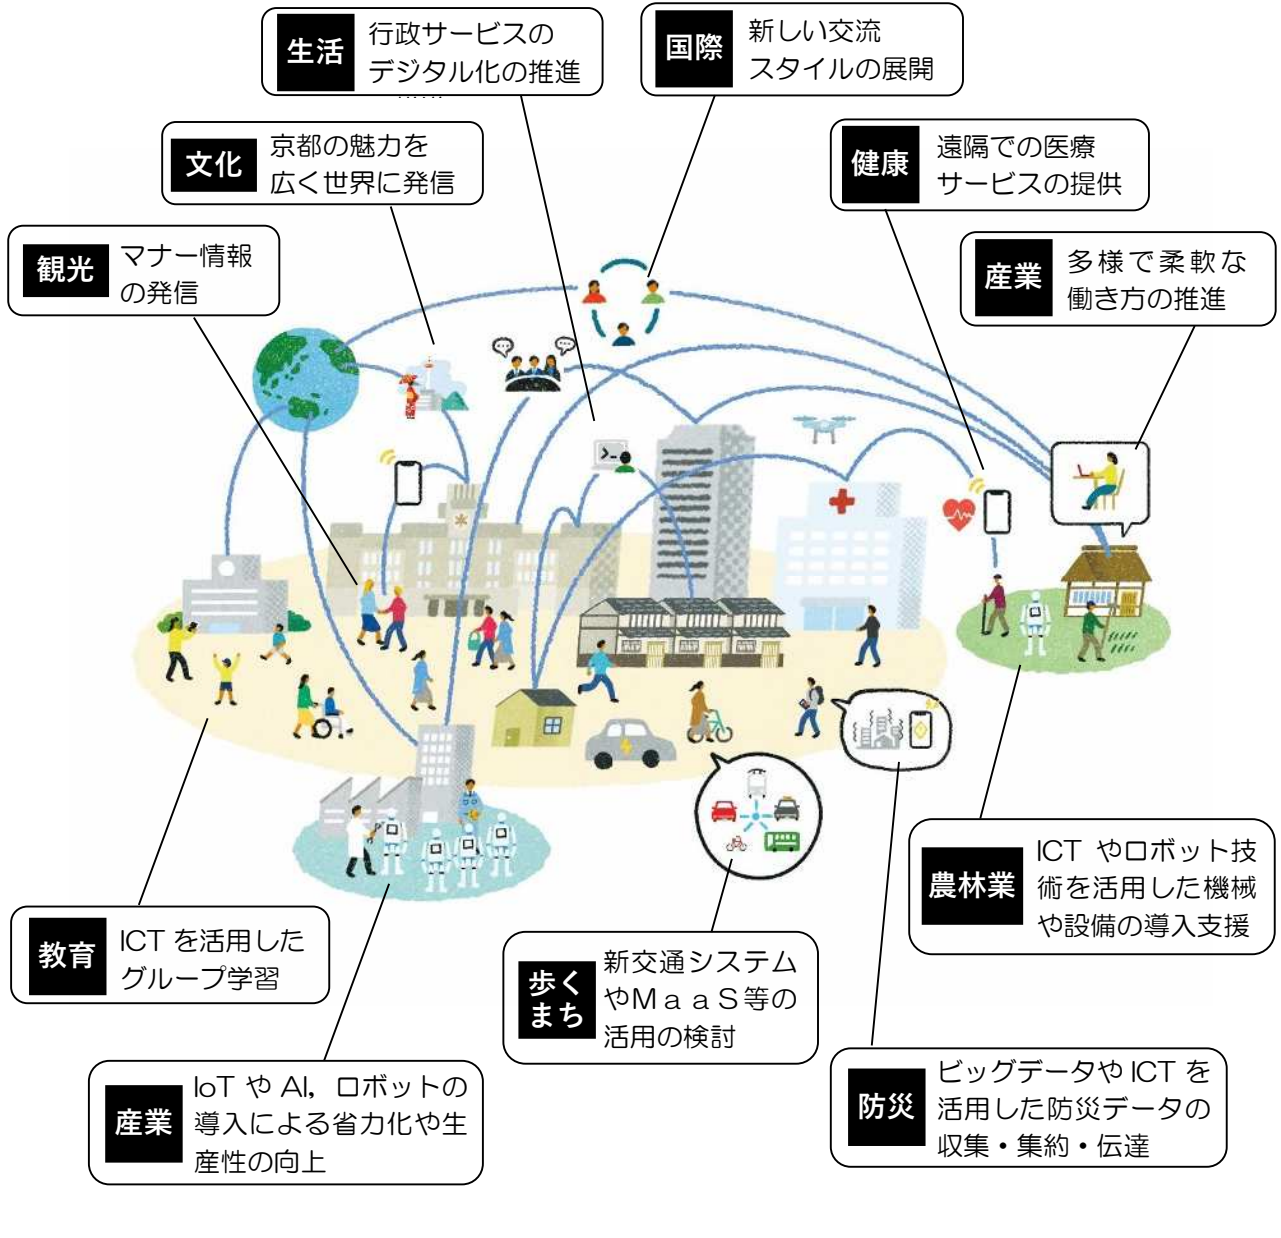 生活
行政サービスの
デジタル化の推進
国際
新しい交流
スタイルの展開
文化
京都の魅力を
広く世界に発信
健康
遠隔での医療
サービスの提供
観光
マナー情報
の発信
産業
多様で柔軟な
働き方の推進
農林業
ICT やロボット技
術を活用した機械
や設備の導入支援
教育
ICT を活用した
グループ学習
歩く
まち
新交通システム
やＭａａＳ等の
活用の検討
産業
IoT や AI，ロボットの
導入による省力化や生
産性の向上
防災
ビッグデータや ICT を
活用した防災データの
収集・集約・伝達